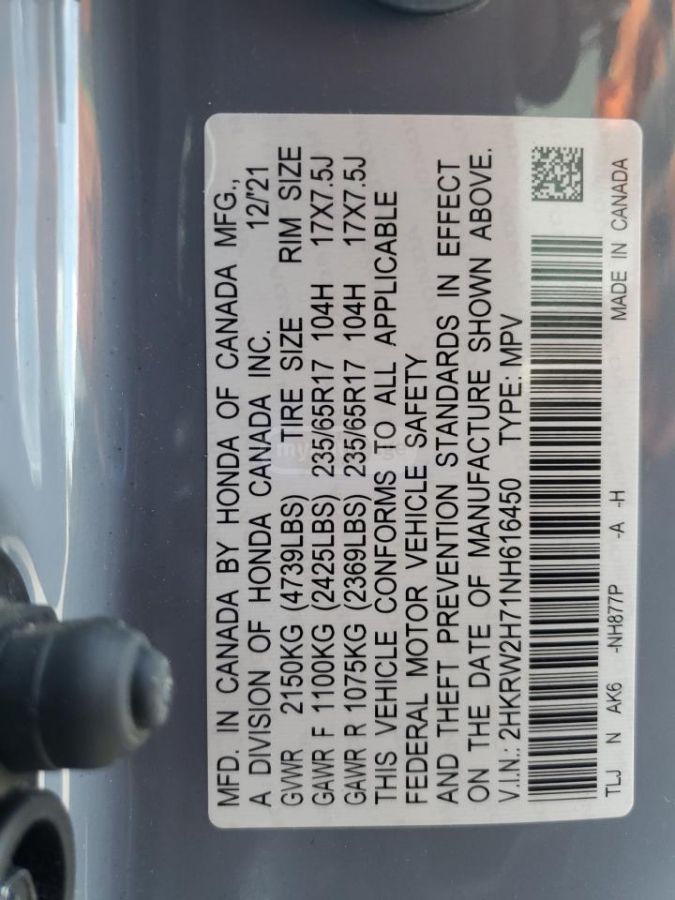 MFD. IN CANADA BY HONDA OF CANADA MFG.,
A DIVISION OF HONDA CANADA INC. 12/'21
GVWR 2150KG (4739LBS) TIRE SIZE RIM SIZE
GAWR F 1100KG (2425LBS) 235/65R17 104H 17X7.5J
GAWR R 1075KG (2369LBS) 235/65R17 104H 17X7.5J
THIS VEHICLE CONFORMS TO ALL APPLICABLE
FEDERAL MOTOR VEHICLE SAFETY
AND THEFT PREVENTION STANDARDS IN EFFECT
ON THE DATE OF MANUFACTURE SHOWN ABOVE.
V.I.N.: 2HKRW2H71NH616450 TYPE: MPV
TLJ N AK6 -NH877P -A -H MADE IN CANADA